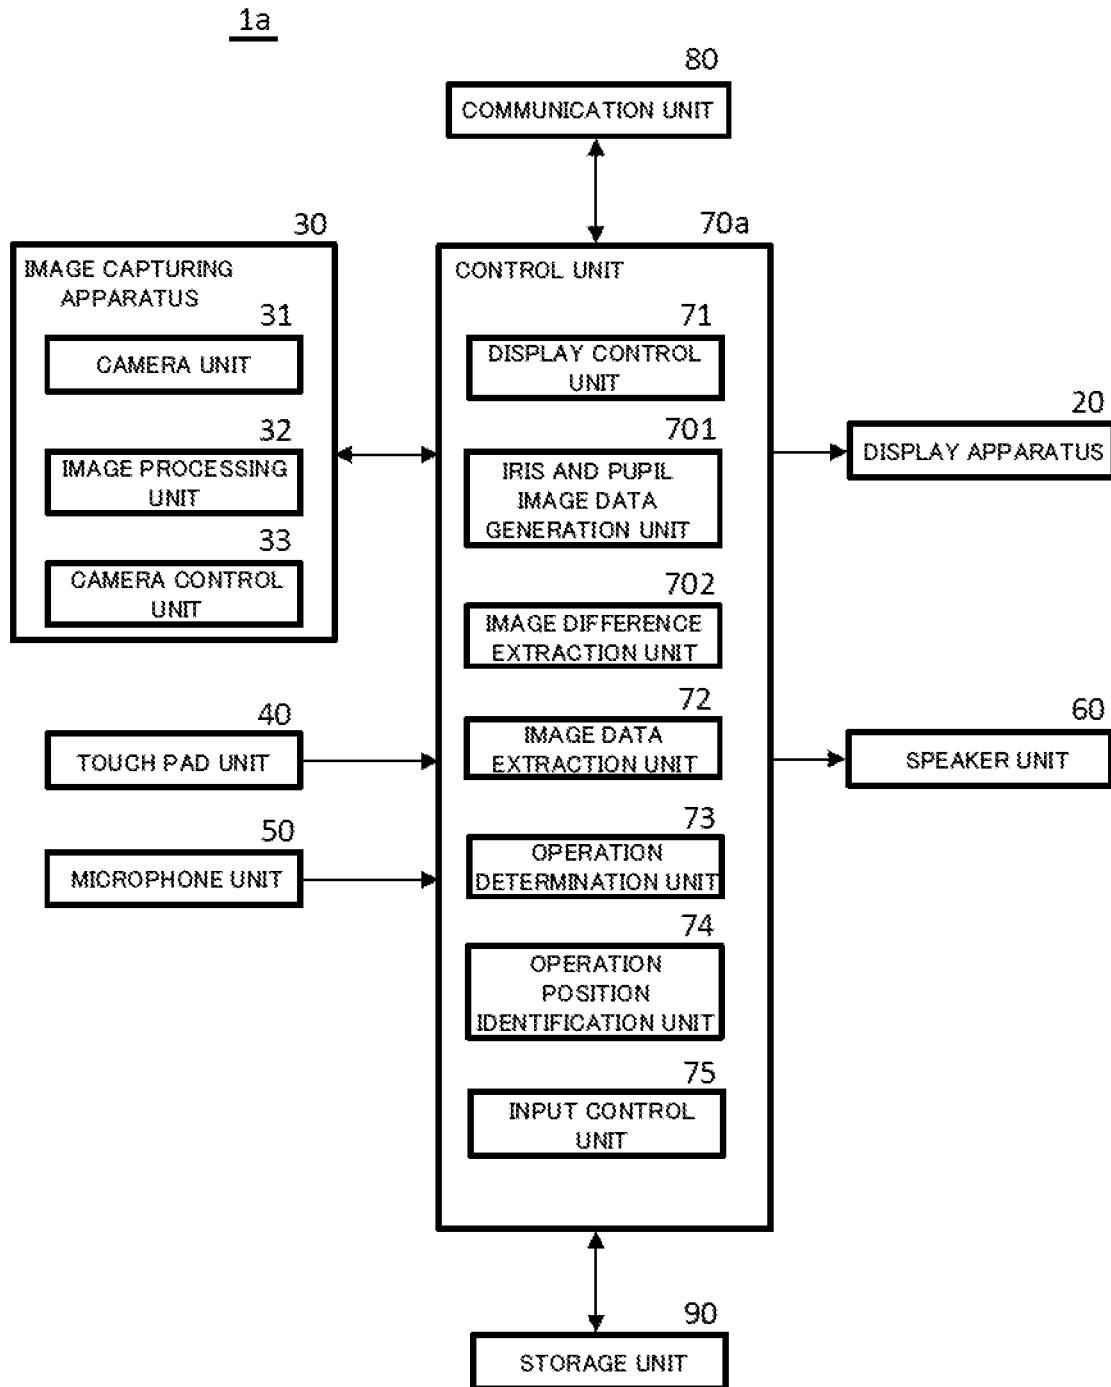 1a
80
COMMUNICATION UNIT
30
IMAGE CAPTURING
APPARATUS
31
CAMERA UNIT
32
IMAGE PROCESSING
UNIT
33
CAMERA CONTROL
UNIT
40
TOUCH PAD UNIT
50
MICROPHONE UNIT
70a
CONTROL UNIT
71
DISPLAY CONTROL
UNIT
701
IRIS AND PUPIL
IMAGE DATA
GENERATION UNIT
702
IMAGE DIFFERENCE
EXTRACTION UNIT
72
IMAGE DATA
EXTRACTION UNIT
73
OPERATION
DETERMINATION UNIT
74
OPERATION
POSITION
IDENTIFICATION UNIT
75
INPUT CONTROL
UNIT
20
DISPLAY APPARATUS
60
SPEAKER UNIT
90
STORAGE UNIT